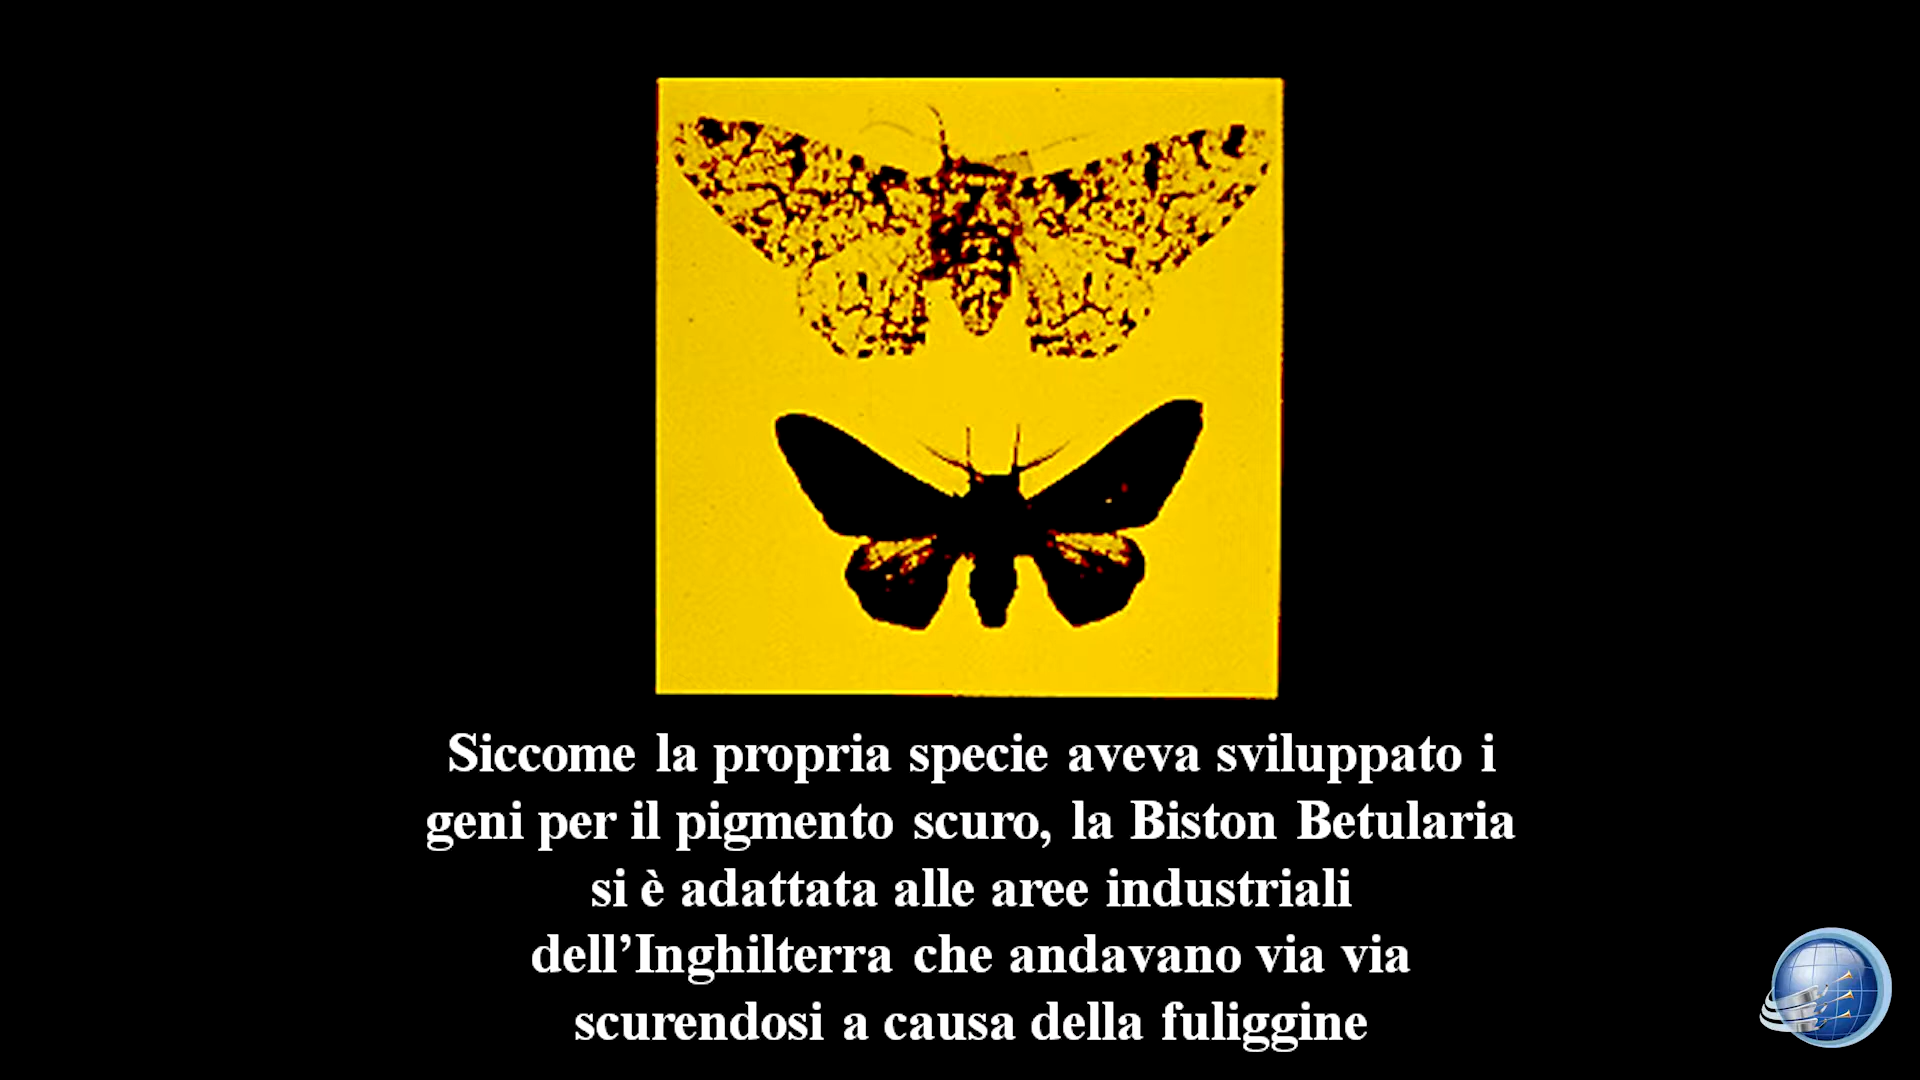 Siccome la propria specie aveva sviluppato i
geni per il pigmento scuro, la Biston Betularia
si è adattata alle aree industriali
dell’Inghilterra che andavano via via
scurendosi a causa della fuliggine